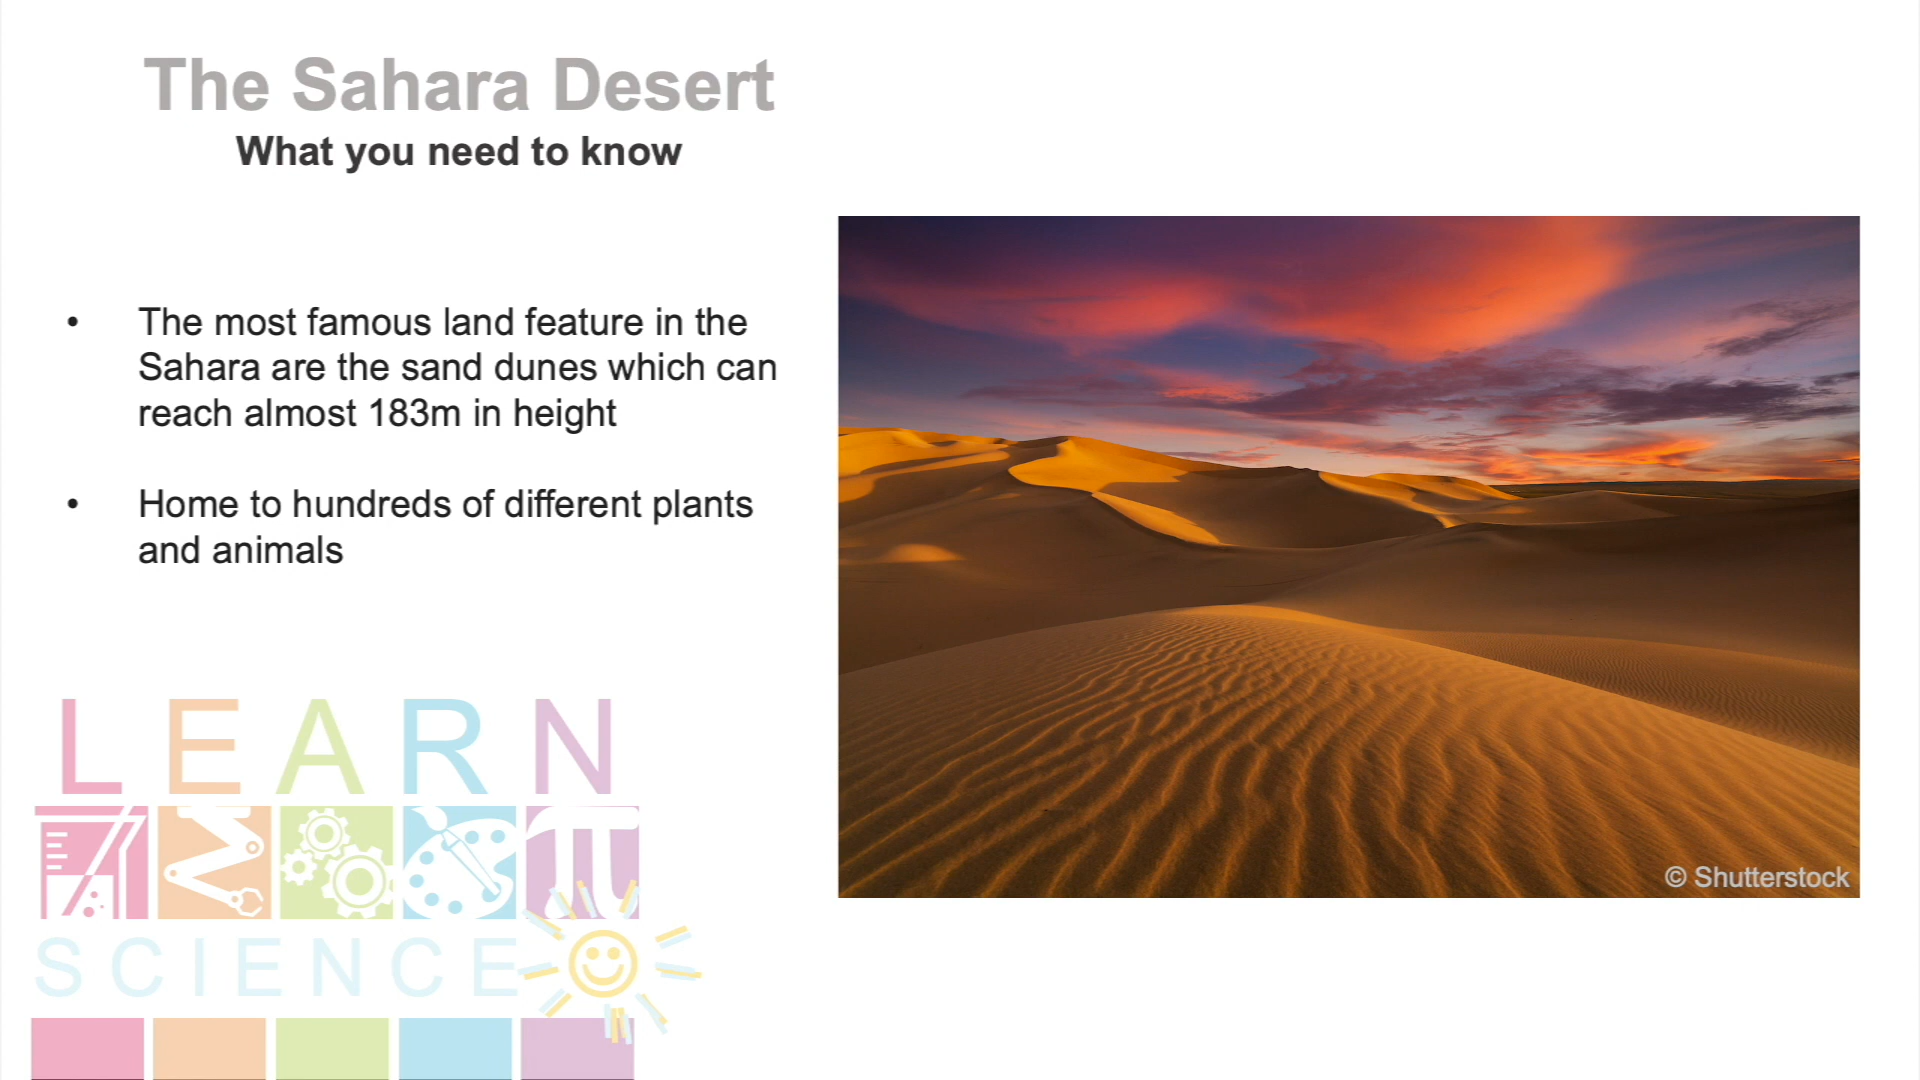 The Sahara Desert
What you need to know
• The most famous land feature in the
Sahara are the sand dunes which can
reach almost 183m in height
• Home to hundreds of different plants
and animals
© Shutterstock
LEARN
π
SCIENCE